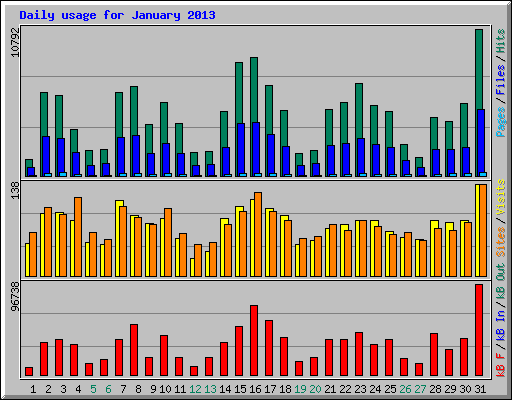 Daily usage for January 2013
10792
Pages / Files / Hits
138
Sites / Visits
96738
kB F / kB In / kB Out
1 2 3 4 5 6 7 8 9 10 11 12 13 14 15 16 17 18 19 20 21 22 23 24 25 26 27 28 29 30 31